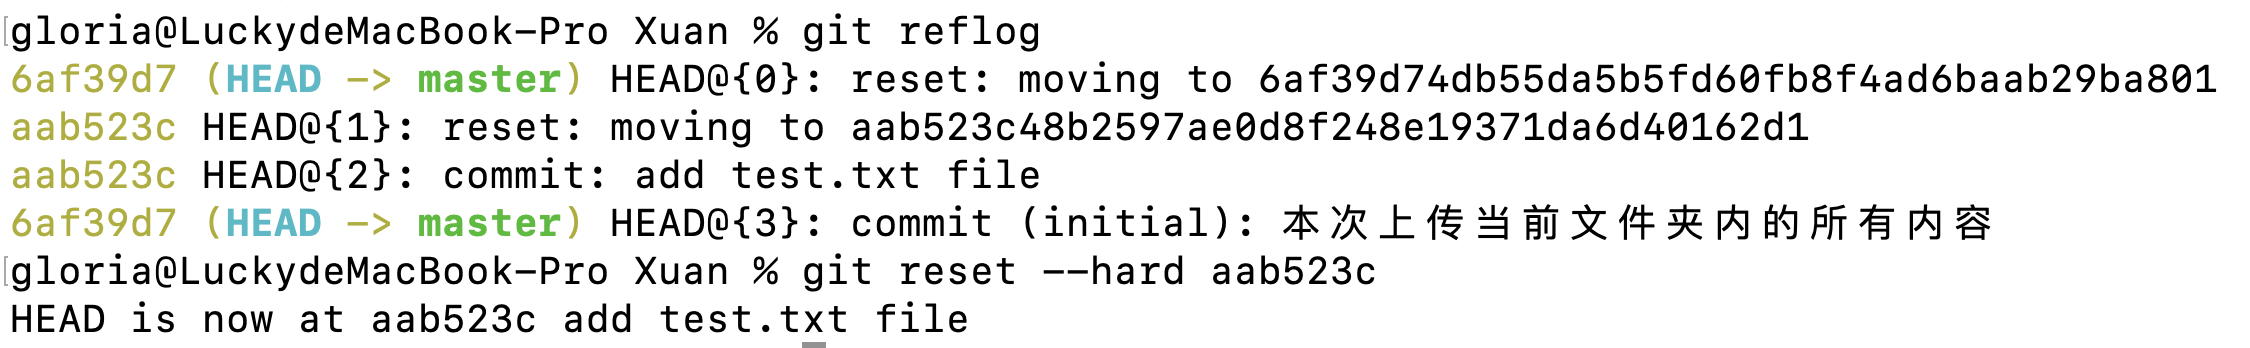 gloria@LuckydeMacBook-Pro Xuan % git reflog
6af39d7 (HEAD -> master) HEAD@{0}: reset: moving to 6af39d74db55da5b5fd60fb8f4ad6baab29ba801
aab523c HEAD@{1}: reset: moving to aab523c48b2597ae0d8f248e19371da6d40162d1
aab523c HEAD@{2}: commit: add test.txt file
6af39d7 (HEAD -> master) HEAD@{3}: commit (initial): 本次上传当前文件夹内的所有内容
gloria@LuckydeMacBook-Pro Xuan % git reset --hard aab523c
HEAD is now at aab523c add test.txt file